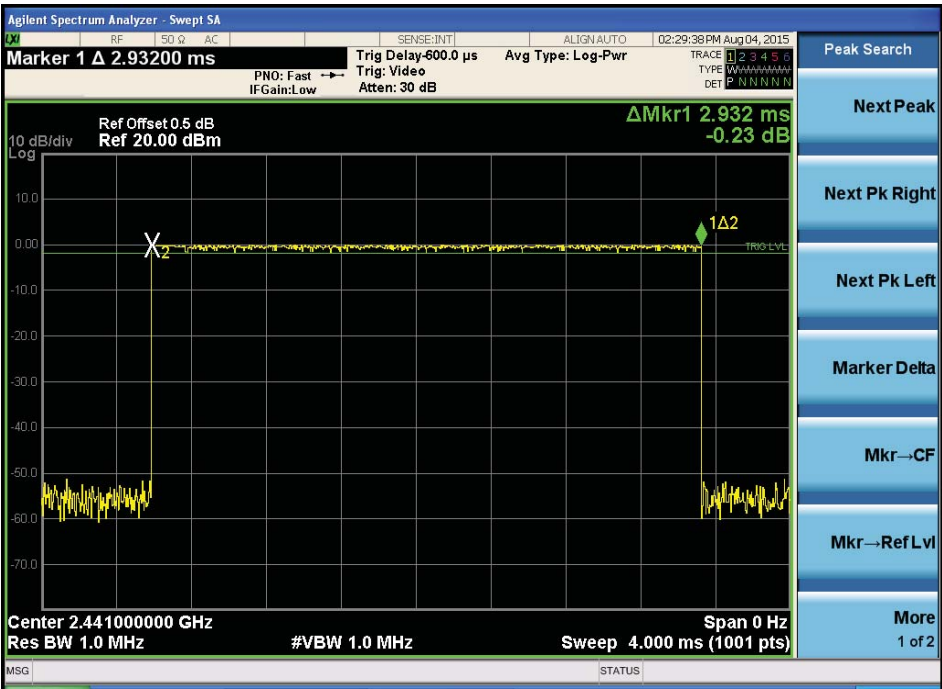 Agilent Spectrum Analyzer - Swept SA
LXI RF 50 Ω AC SENSE:INT ALIGN AUTO 02:29:38 PM Aug 04, 2015
Marker 1 Δ 2.93200 ms
PNO: Fast
IFGain:Low
Trig Delay-600.0 µs
Trig: Video
Atten: 30 dB
Avg Type: Log-Pwr
TRACE 1 2 3 4 5 6
TYPE WWWWWW
DET P N N N N N
Peak Search
Next Peak
Next Pk Right
Next Pk Left
Marker Delta
Mkr→CF
Mkr→Ref Lvl
More
1 of 2
ΔMkr1 2.932 ms
-0.23 dB
Ref Offset 0.5 dB
10 dB/div Ref 20.00 dBm
Log
10.0
0.00
-10.0
-20.0
-30.0
-40.0
-50.0
-60.0
-70.0
X2
1Δ2
TRIG LVL
Center 2.441000000 GHz Span 0 Hz
Res BW 1.0 MHz #VBW 1.0 MHz Sweep 4.000 ms (1001 pts)
MSG STATUS